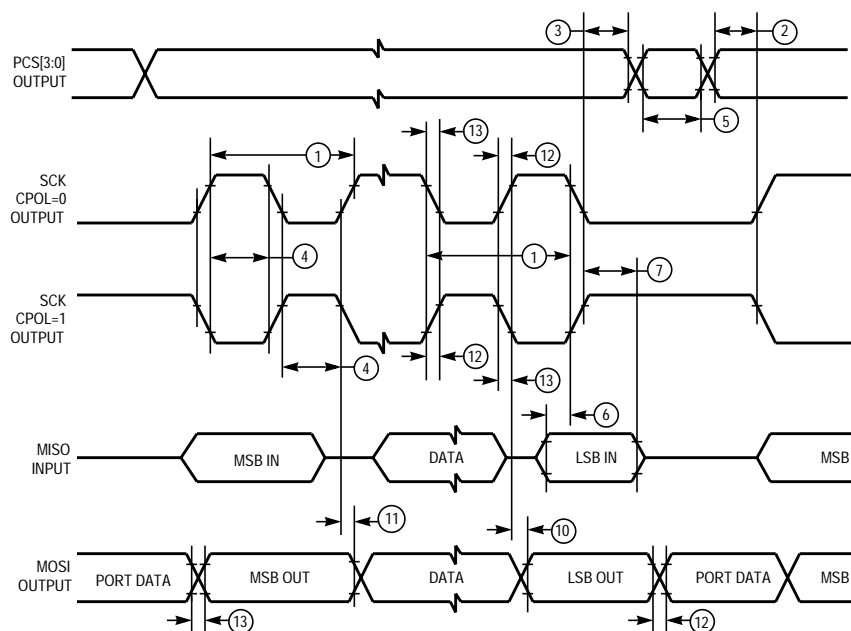 3
2
PCS[3:0]
OUTPUT
5
13
12
1
SCK
CPOL=0
OUTPUT
4
1
7
SCK
CPOL=1
OUTPUT
4
12
13
6
MISO
INPUT
MSB IN
DATA
LSB IN
MSB
11
10
MOSI
OUTPUT
PORT DATA
MSB OUT
DATA
LSB OUT
PORT DATA
MSB
13
12